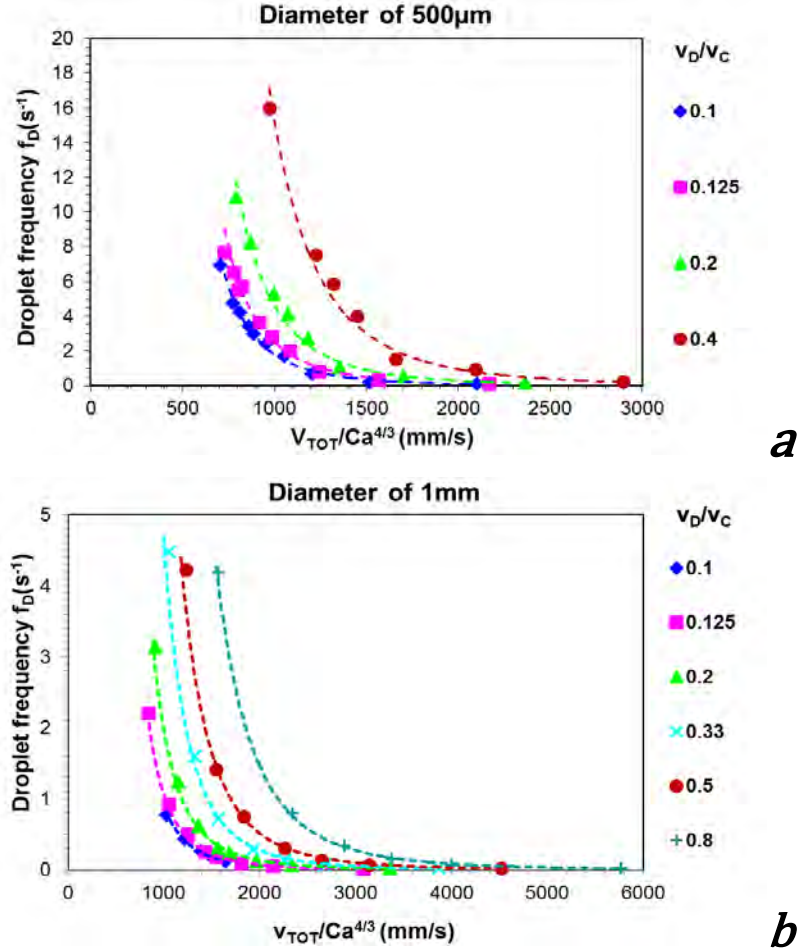 Diameter of 500µm
20
18
16
14
12
10
8
6
4
2
0
Droplet frequency f_D(s⁻¹)
0 500 1000 1500 2000 2500 3000
V_TOT/Ca^4/3 (mm/s)
v_D/v_C
0.1
0.125
0.2
0.4
a
Diameter of 1mm
5
4
3
2
1
0
Droplet frequency f_D(s⁻¹)
0 1000 2000 3000 4000 5000 6000
v_TOT/Ca^4/3 (mm/s)
v_D/v_C
0.1
0.125
0.2
0.33
0.5
0.8
b